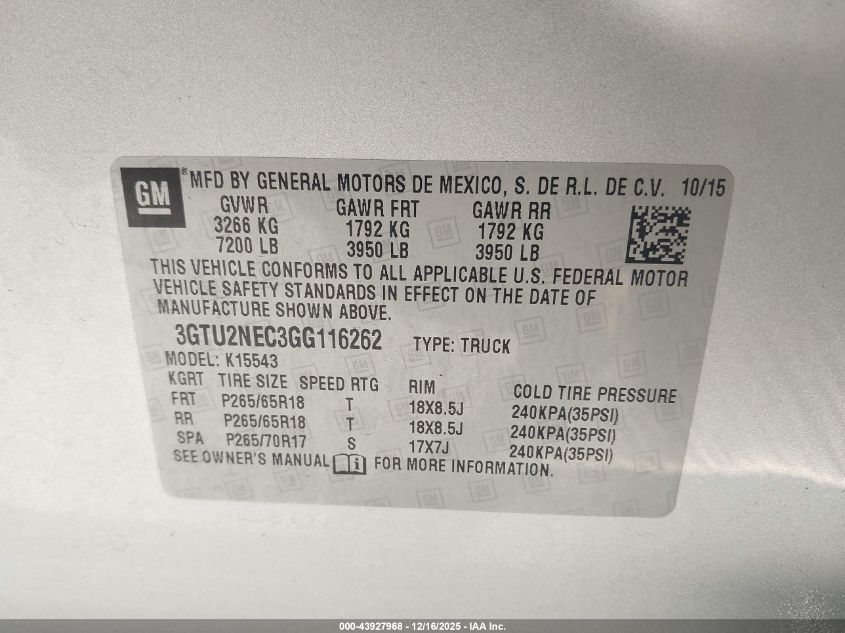 GM
® MFD BY GENERAL MOTORS DE MEXICO, S. DE R.L. DE C.V. 10/15
GVWR GAWR FRT GAWR RR
3266 KG 1792 KG 1792 KG
7200 LB 3950 LB 3950 LB
THIS VEHICLE CONFORMS TO ALL APPLICABLE U.S. FEDERAL MOTOR
VEHICLE SAFETY STANDARDS IN EFFECT ON THE DATE OF
MANUFACTURE SHOWN ABOVE.
3GTU2NEC3GG116262 TYPE: TRUCK
MODEL: K15543
KGRT TIRE SIZE SPEED RTG RIM COLD TIRE PRESSURE
FRT P265/65R18 T 18X8.5J 240KPA(35PSI)
RR P265/65R18 T 18X8.5J 240KPA(35PSI)
SPA P265/70R17 S 17X7J 240KPA(35PSI)
SEE OWNER'S MANUAL i FOR MORE INFORMATION.
000-43927968 - 12/16/2025 - IAA Inc.